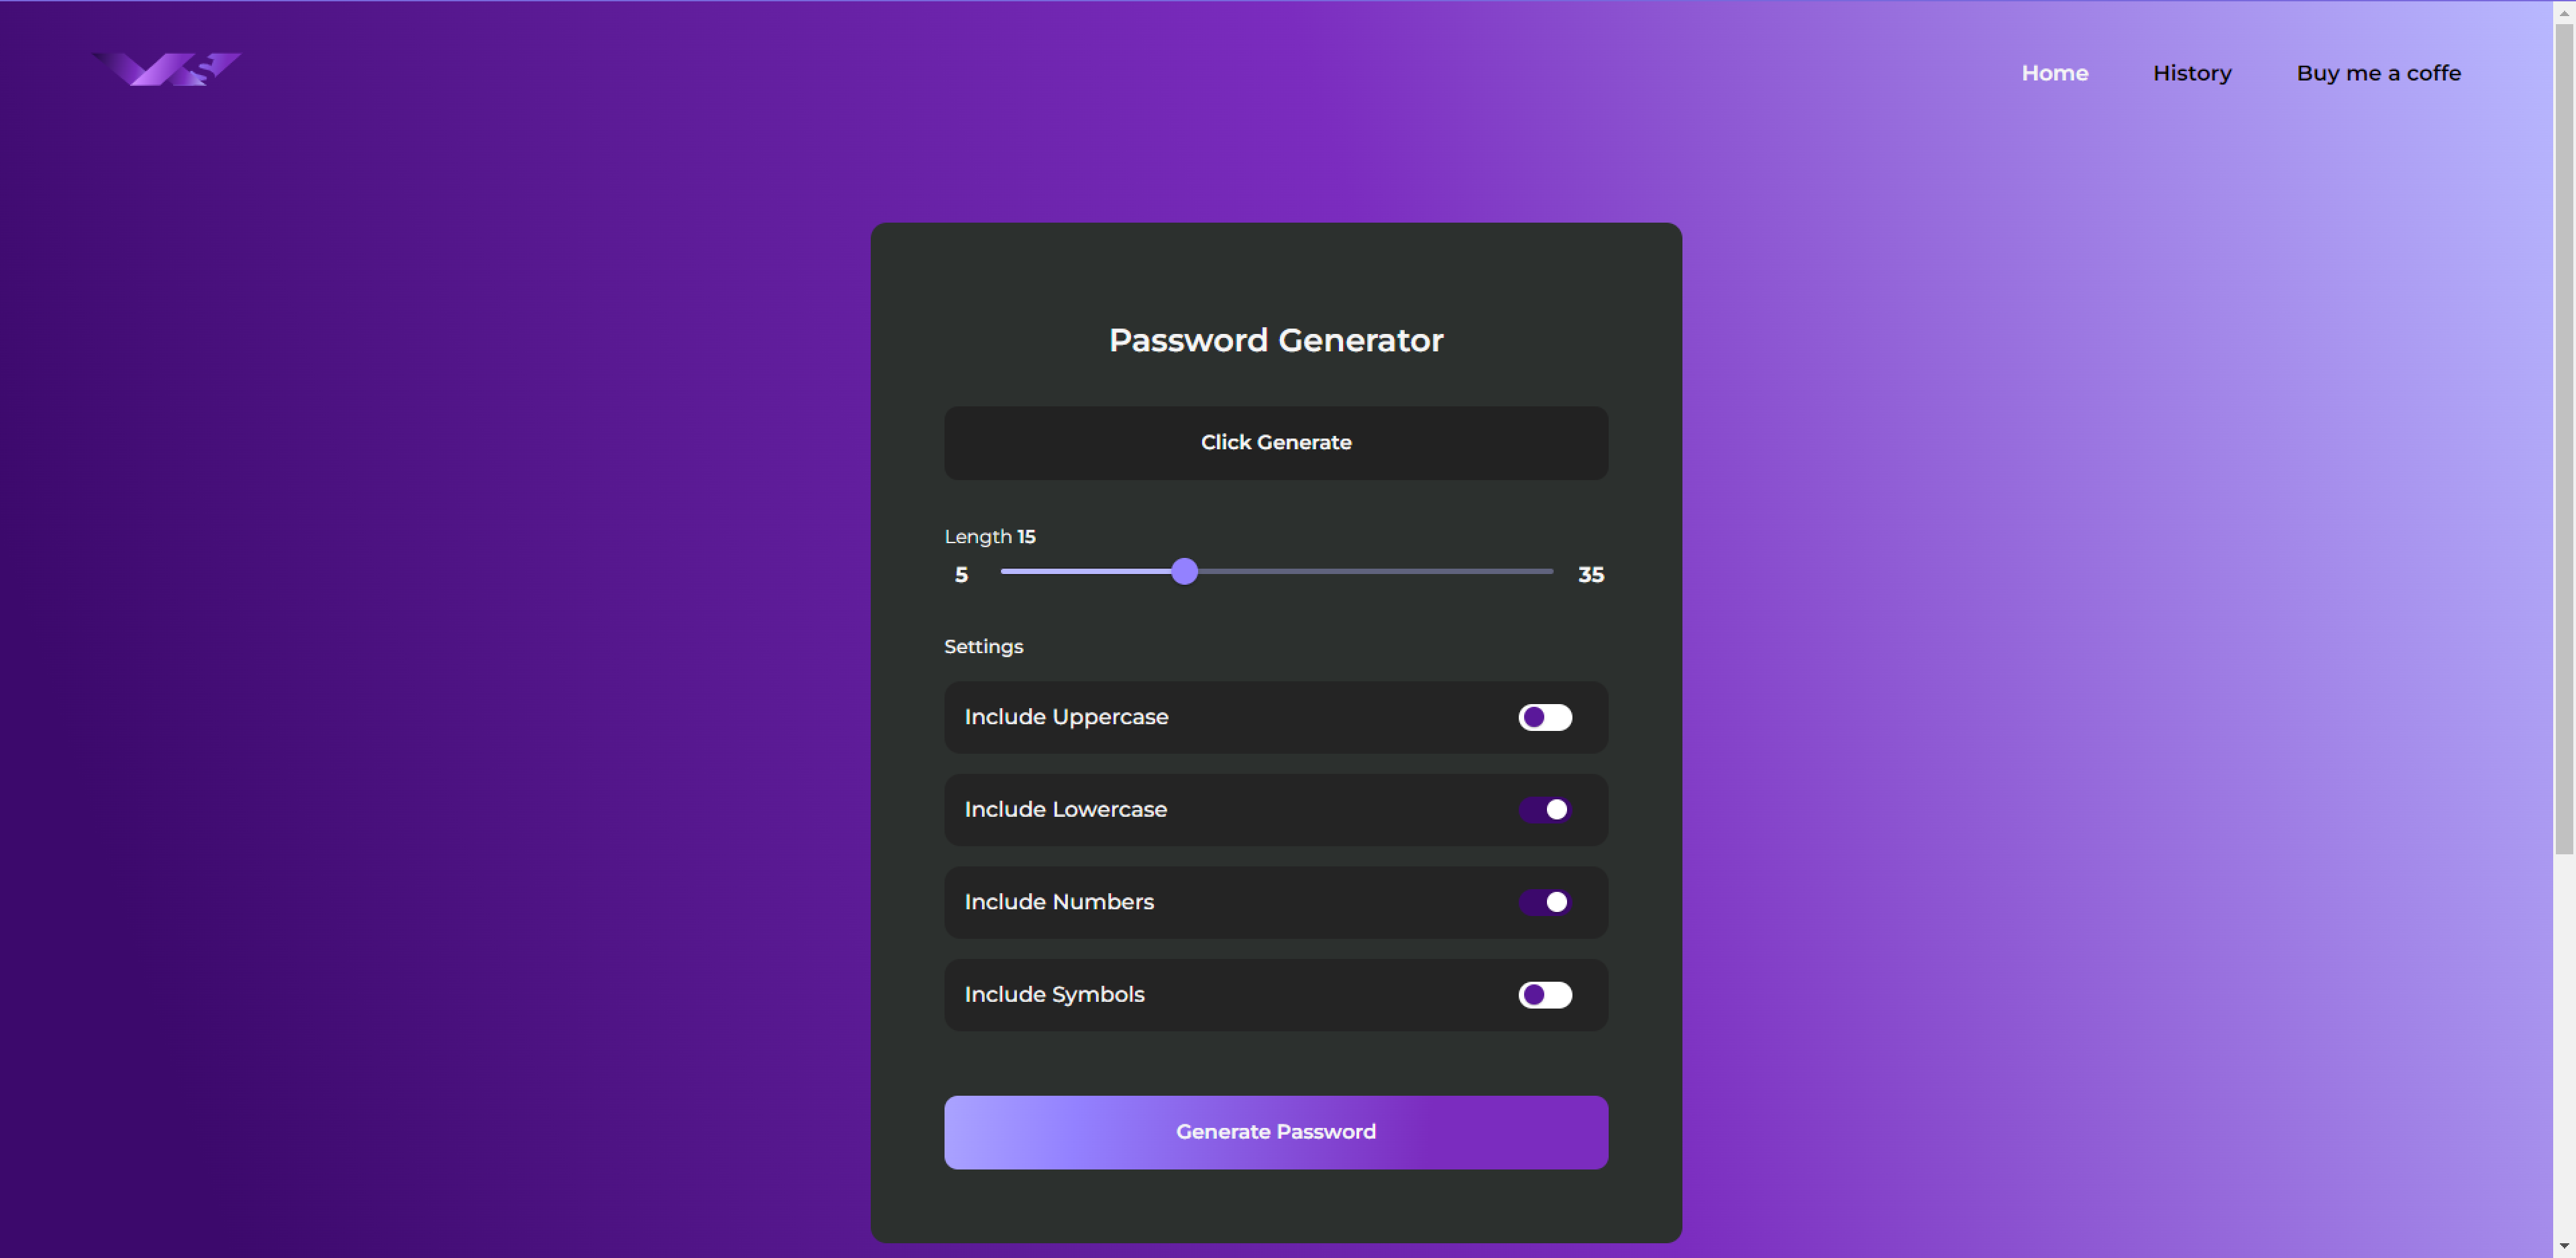 Home History Buy me a coffe
Password Generator
Click Generate
Length 15
5 35
Settings
Include Uppercase
Include Lowercase
Include Numbers
Include Symbols
Generate Password